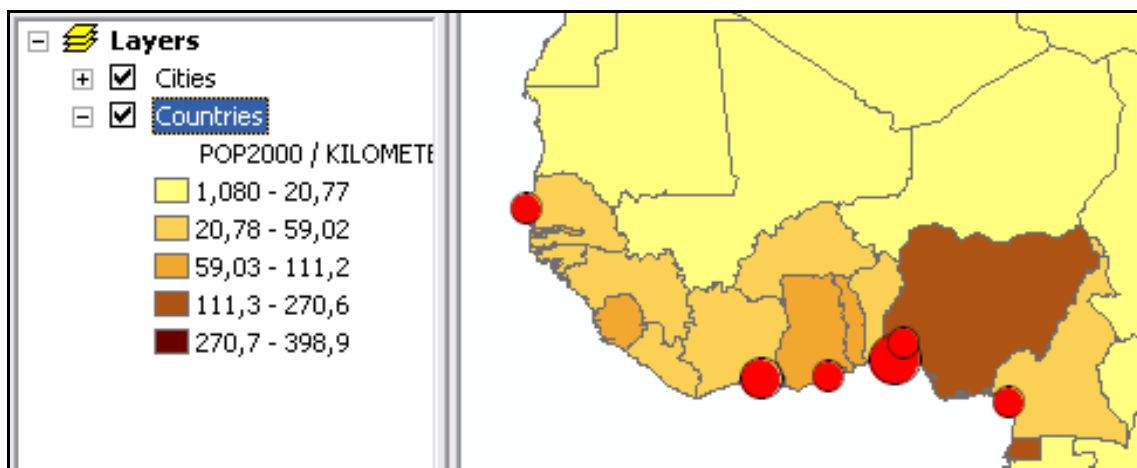 Layers
Cities
Countries
POP2000 / KILOMETE
1,080 - 20,77
20,78 - 59,02
59,03 - 111,2
111,3 - 270,6
270,7 - 398,9